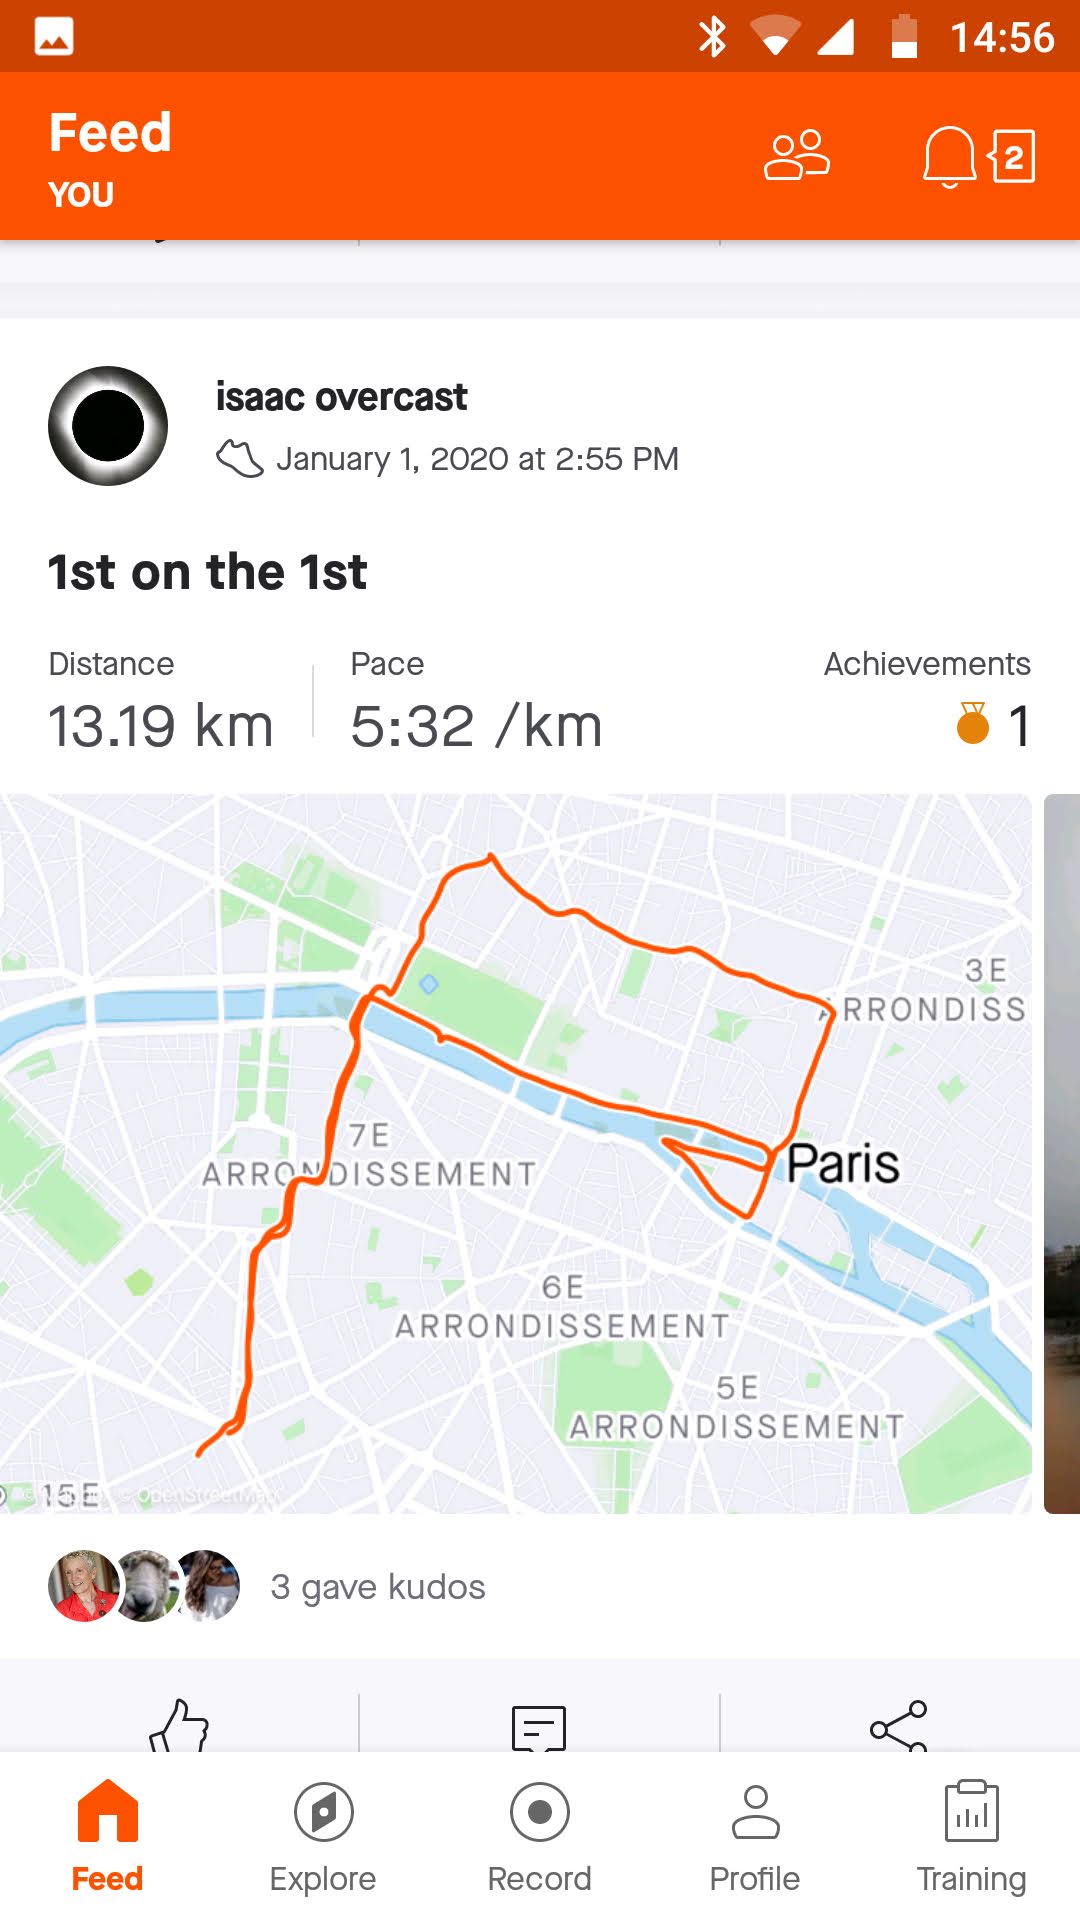 14:56
Feed
YOU
2
isaac overcast
January 1, 2020 at 2:55 PM
1st on the 1st
Distance
Pace
Achievements
13.19 km
5:32 /km
1
3E
ARRONDISS
7E
ARRONDISSEMENT
Paris
6E
ARRONDISSEMENT
5E
ARRONDISSEMENT
15E
© OpenStreetMap
3 gave kudos
Feed
Explore
Record
Profile
Training